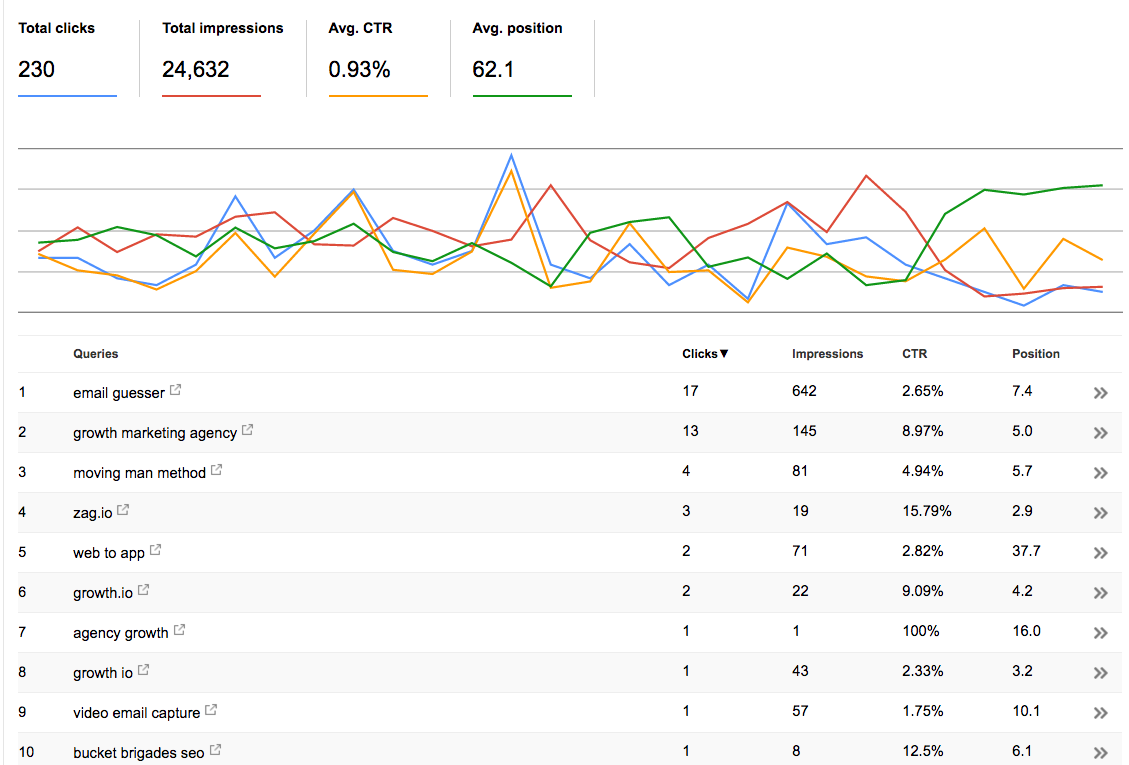 Total clicks Total impressions Avg. CTR Avg. position
230 24,632 0.93% 62.1
Queries Clicks▼ Impressions CTR Position
1 email guesser 17 642 2.65% 7.4 »
2 growth marketing agency 13 145 8.97% 5.0 »
3 moving man method 4 81 4.94% 5.7 »
4 zag.io 3 19 15.79% 2.9 »
5 web to app 2 71 2.82% 37.7 »
6 growth.io 2 22 9.09% 4.2 »
7 agency growth 1 1 100% 16.0 »
8 growth io 1 43 2.33% 3.2 »
9 video email capture 1 57 1.75% 10.1 »
10 bucket brigades seo 1 8 12.5% 6.1 »